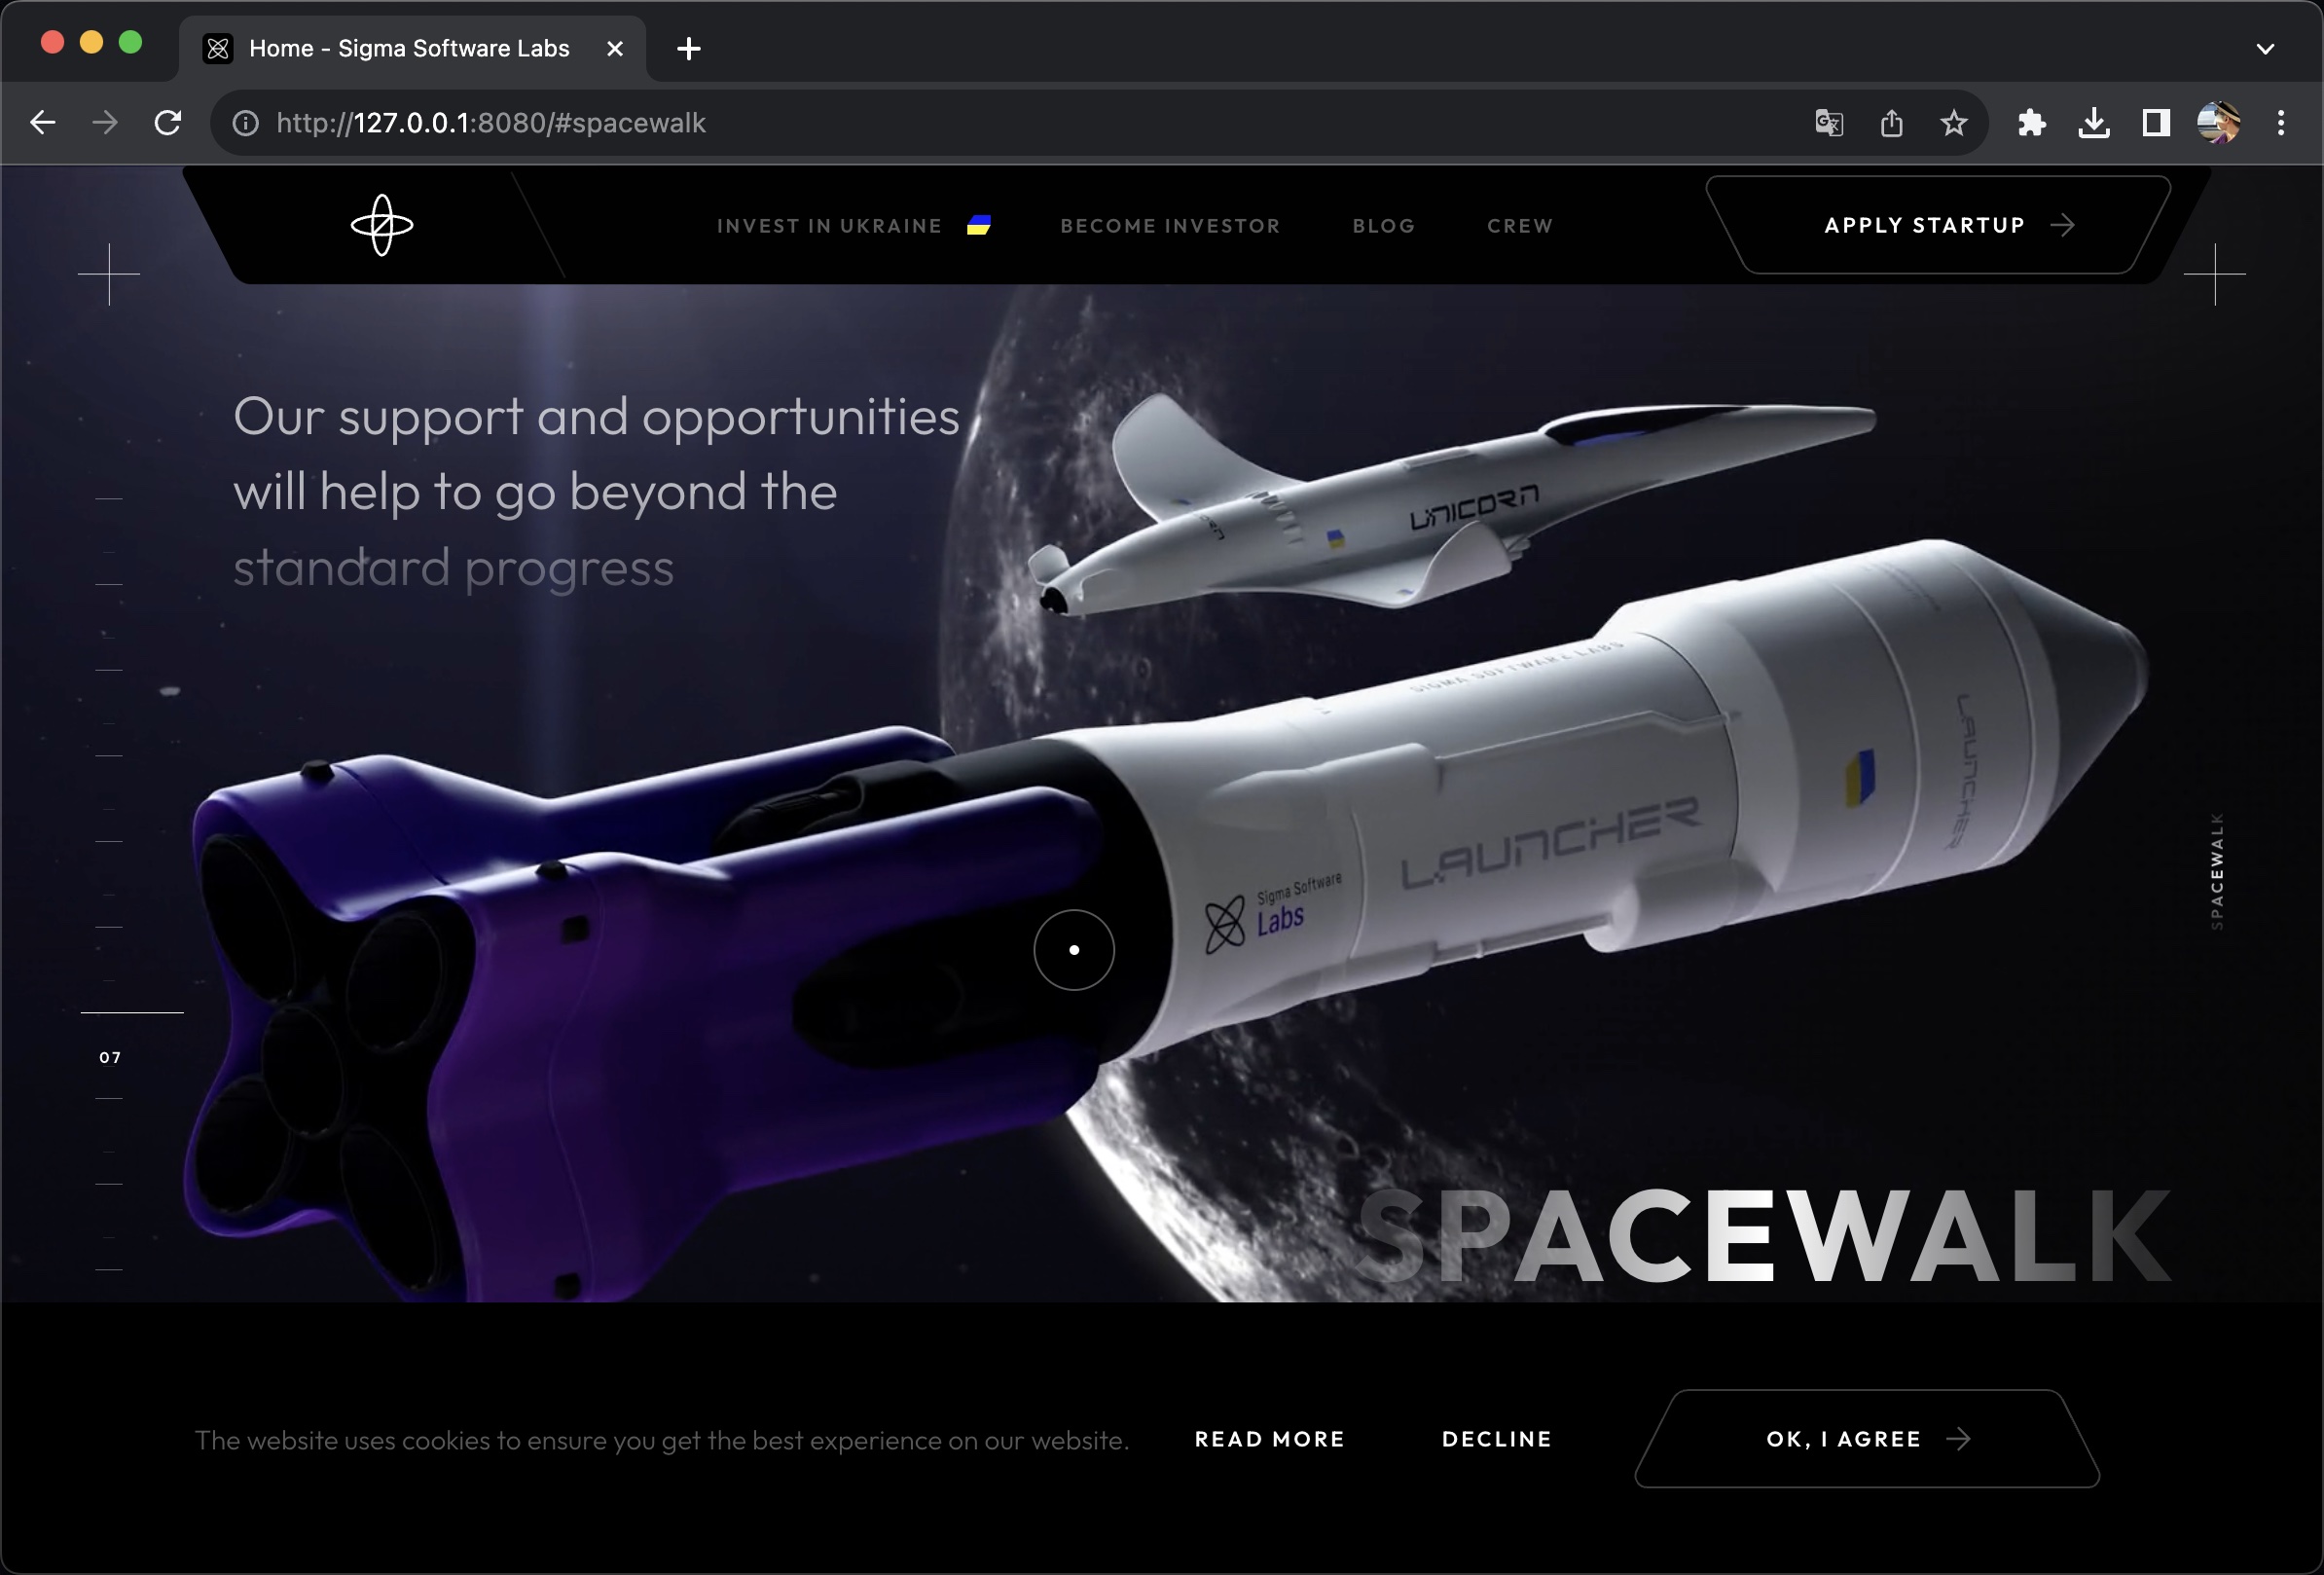 Home - Sigma Software Labs
http://127.0.0.1:8080/#spacewalk
INVEST IN UKRAINE
BECOME INVESTOR
BLOG
CREW
APPLY STARTUP
Our support and opportunities
will help to go beyond the
standard progress
UNICORN
SIGMA SOFTWARE LABS
LAUNCHER
LAUNCHER
Sigma Software
Labs
SPACEWALK
07
SPACEWALK
The website uses cookies to ensure you get the best experience on our website.
READ MORE
DECLINE
OK, I AGREE